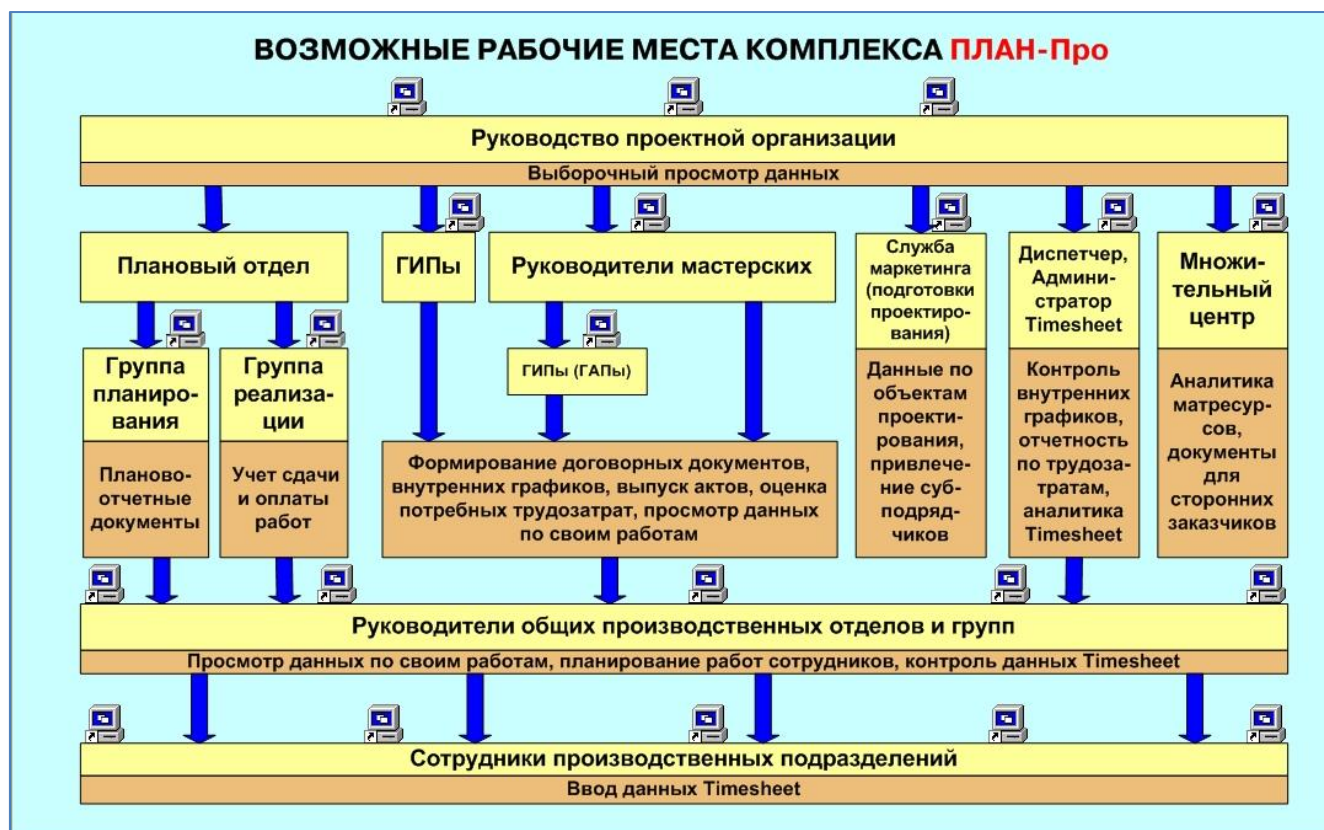 ВОЗМОЖНЫЕ РАБОЧИЕ МЕСТА КОМПЛЕКСА ПЛАН-Про
Руководство проектной организации
Выборочный просмотр данных
Плановый отдел
ГИПы
Руководители мастерских
Служба
маркетинга
(подготовки
проектиро-
вания)
Диспетчер,
Админи-
стратор
Timesheet
Множи-
тельный
центр
Группа
планиро-
вания
Группа
реализа-
ции
ГИПы (ГАПы)
Планово-
отчетные
документы
Учет сдачи
и оплаты
работ
Формирование договорных документов,
внутренних графиков, выпуск актов, оценка
потребных трудозатрат, просмотр данных
по своим работам
Данные по
объектам
проекти-
рования,
привлече-
ние суб-
подряд-
чиков
Контроль
внутренних
графиков,
отчетность
по трудоза-
тратам,
аналитика
Timesheet
Аналитика
матресур-
сов,
документы
для
сторонних
заказчиков
Руководители общих производственных отделов и групп
Просмотр данных по своим работам, планирование работ сотрудников, контроль данных Timesheet
Сотрудники производственных подразделений
Ввод данных Timesheet